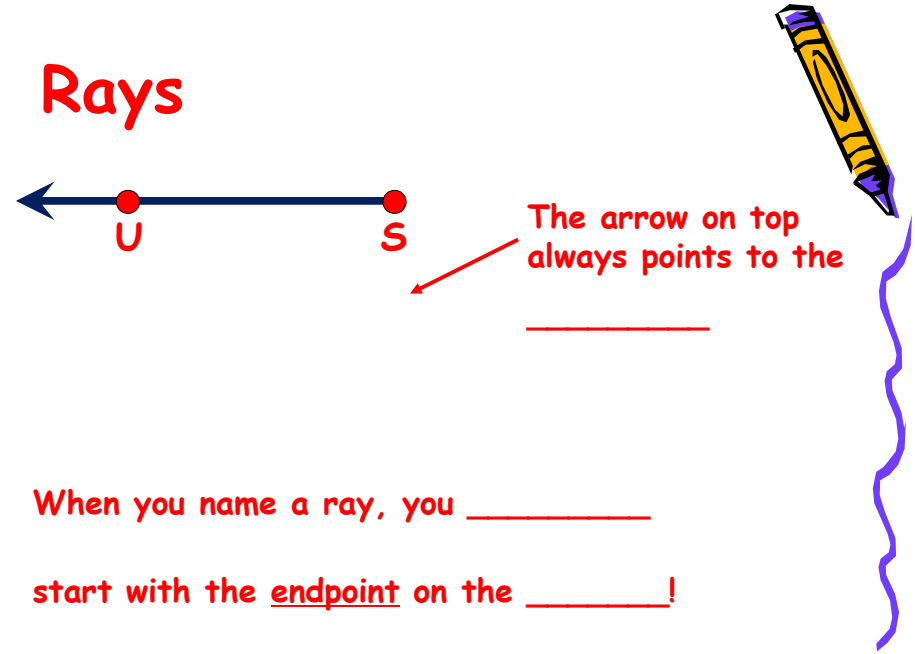 Rays
U S
The arrow on top
always points to the
_________
When you name a ray, you _________
start with the endpoint on the _______!